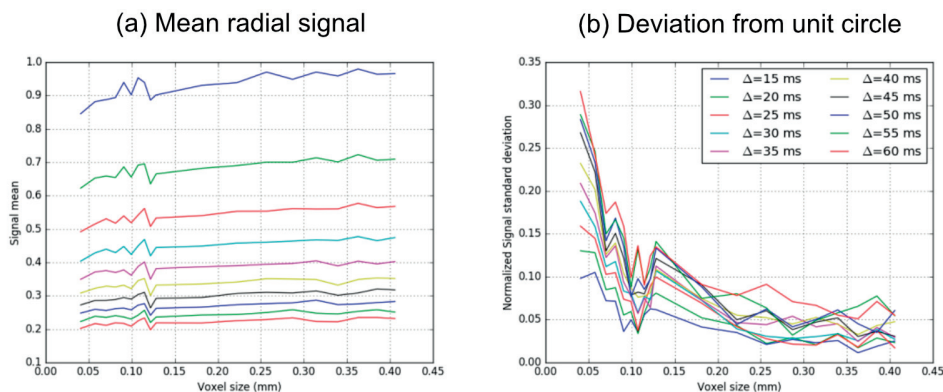 (a) Mean radial signal
1.0
0.9
0.8
0.7
0.6
0.5
0.4
0.3
0.2
0.1
Signal mean
0.00 0.05 0.10 0.15 0.20 0.25 0.30 0.35 0.40 0.45
Voxel size (mm)
(b) Deviation from unit circle
0.35
0.30
0.25
0.20
0.15
0.10
0.05
0.00
Normalized Signal standard deviation
0.00 0.05 0.10 0.15 0.20 0.25 0.30 0.35 0.40 0.45
Voxel size (mm)
Δ=15 ms
Δ=20 ms
Δ=25 ms
Δ=30 ms
Δ=35 ms
Δ=40 ms
Δ=45 ms
Δ=50 ms
Δ=55 ms
Δ=60 ms